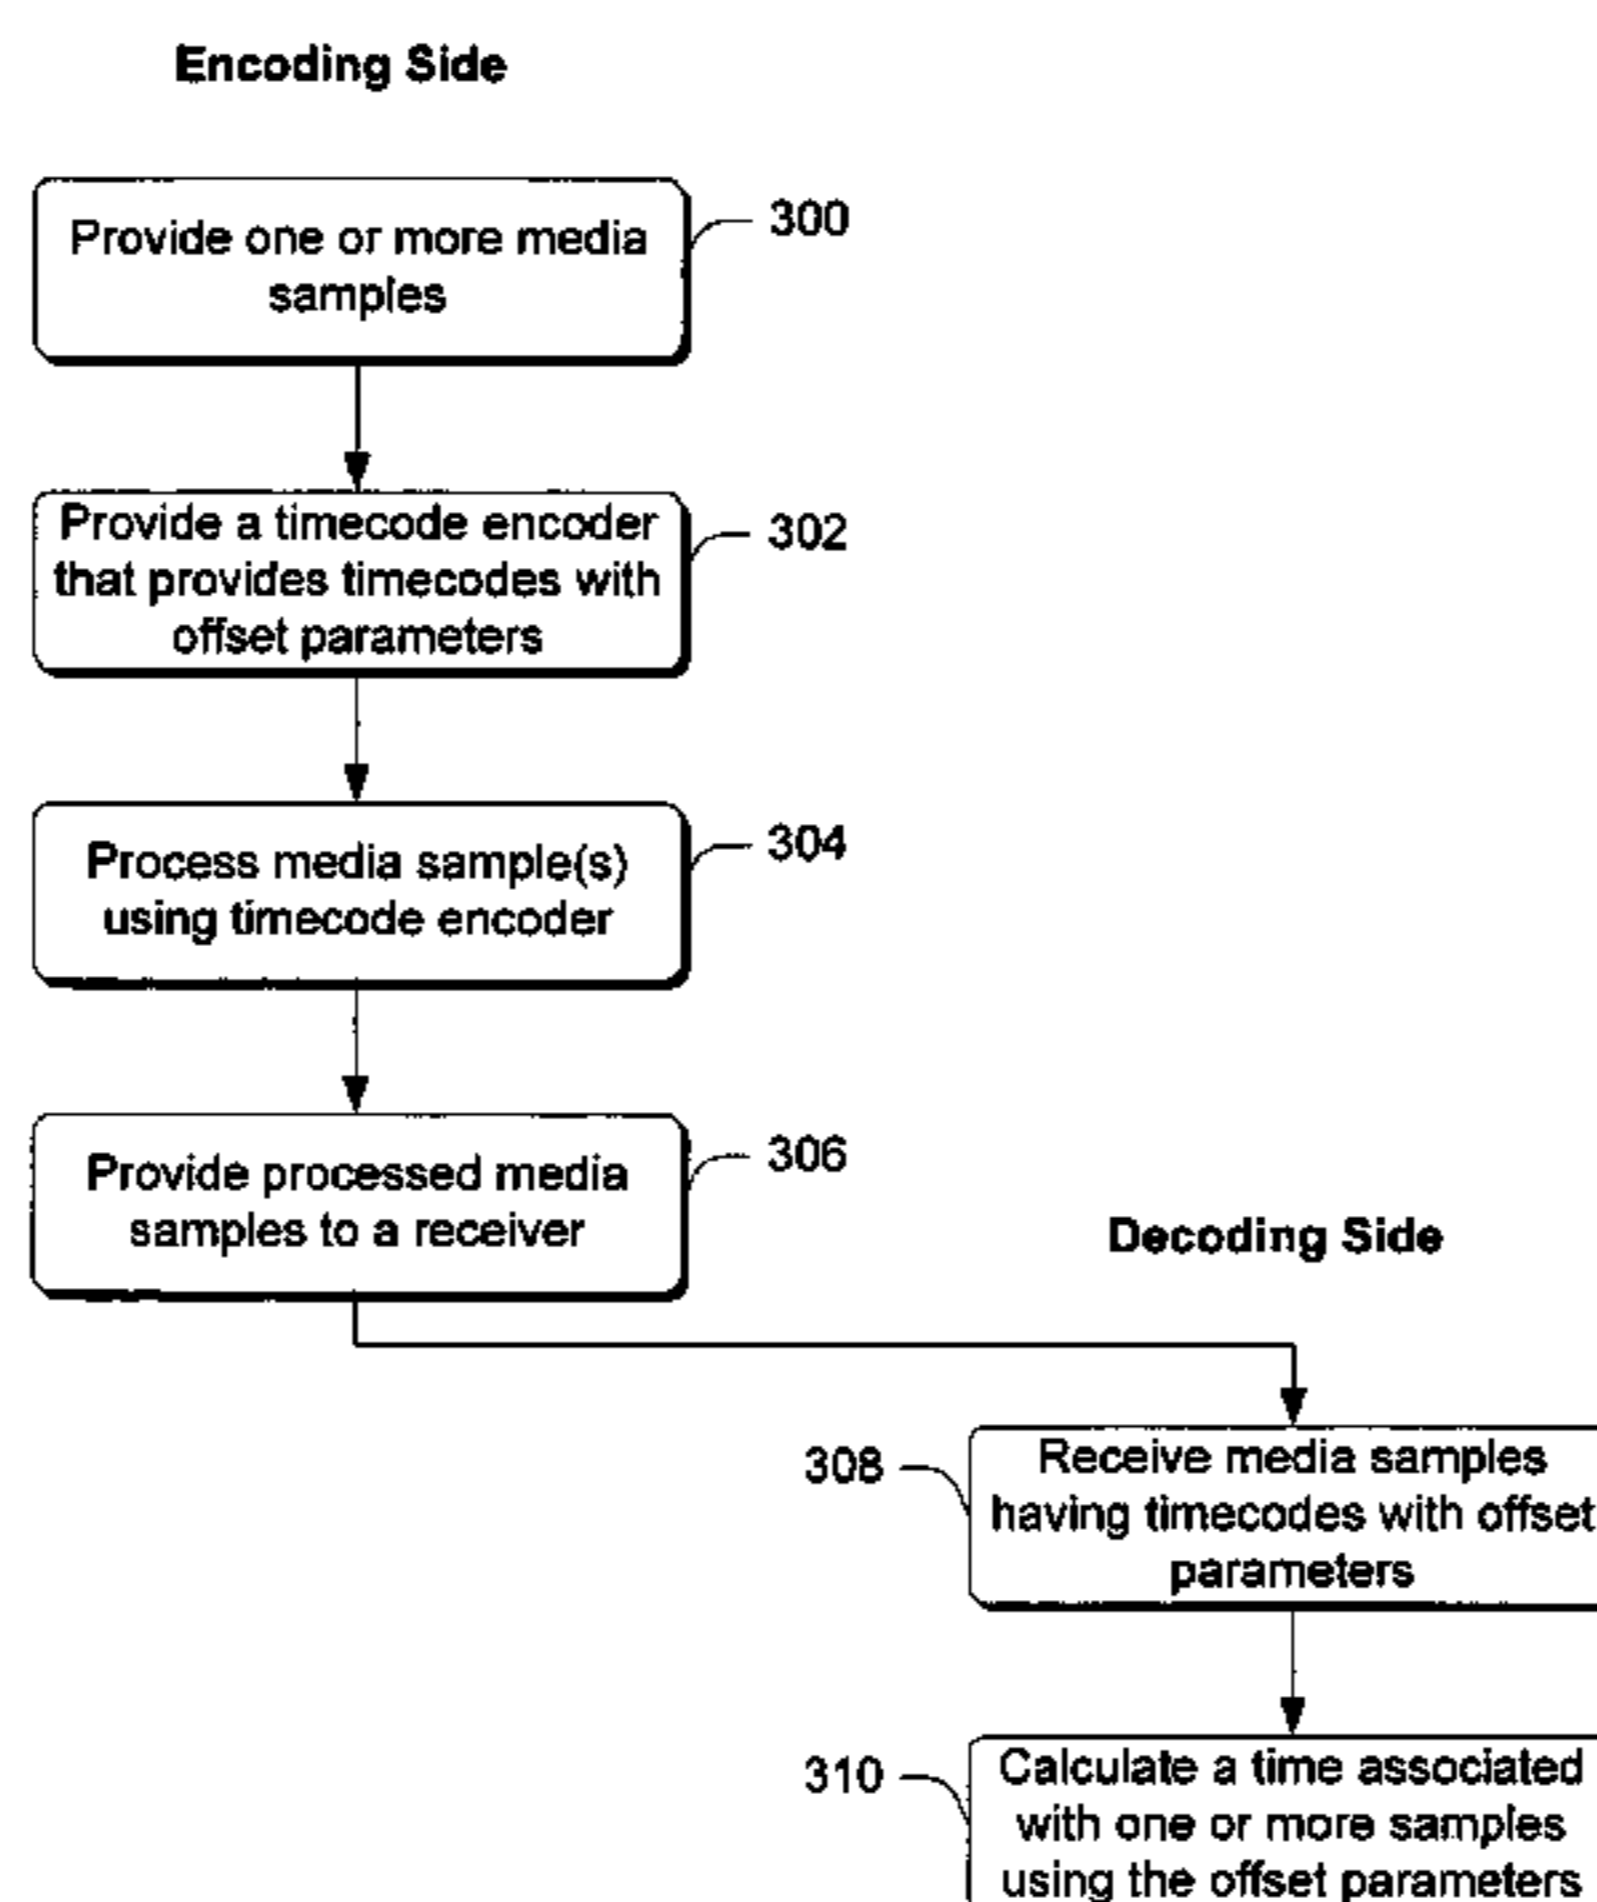 Encoding Side
Provide one or more media
samples
300
Provide a timecode encoder
that provides timecodes with
offset parameters
302
Process media sample(s)
using timecode encoder
304
Provide processed media
samples to a receiver
306
Decoding Side
308
Receive media samples
having timecodes with offset
parameters
310
Calculate a time associated
with one or more samples
using the offset parameters